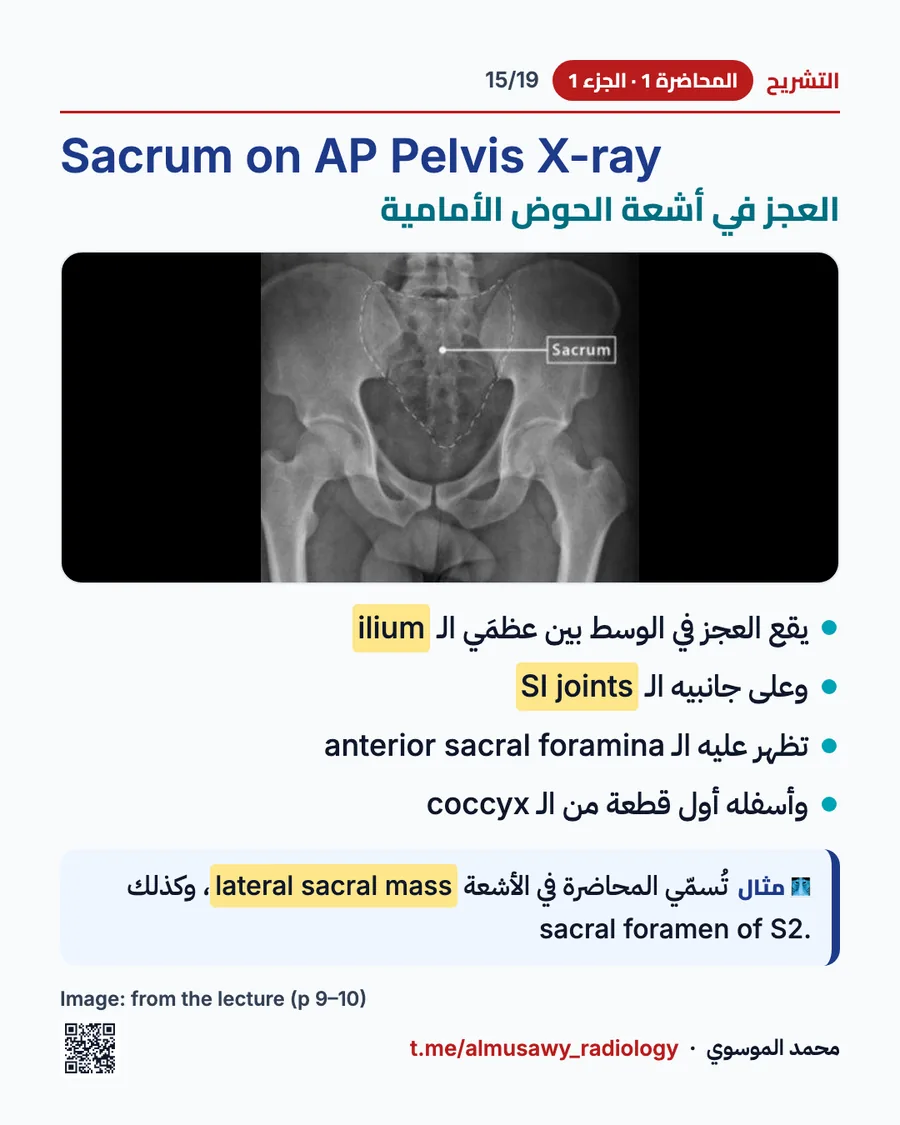 التشريح المحاضرة 1 · الجزء 1 15/19
Sacrum on AP Pelvis X-ray
العجز في أشعة الحوض الأمامية
Sacrum
يقع العجز في الوسط بين عظمَي الـ ilium
وعلى جانبيه الـ SI joints
تظهر عليه الـ anterior sacral foramina
وأسفله أول قطعة من الـ coccyx
مثال تُسمّي المحاضرة في الأشعة lateral sacral mass، وكذلك
sacral foramen of S2.
Image: from the lecture (p 9–10)
محمد الموسوي · t.me/almusawy_radiology